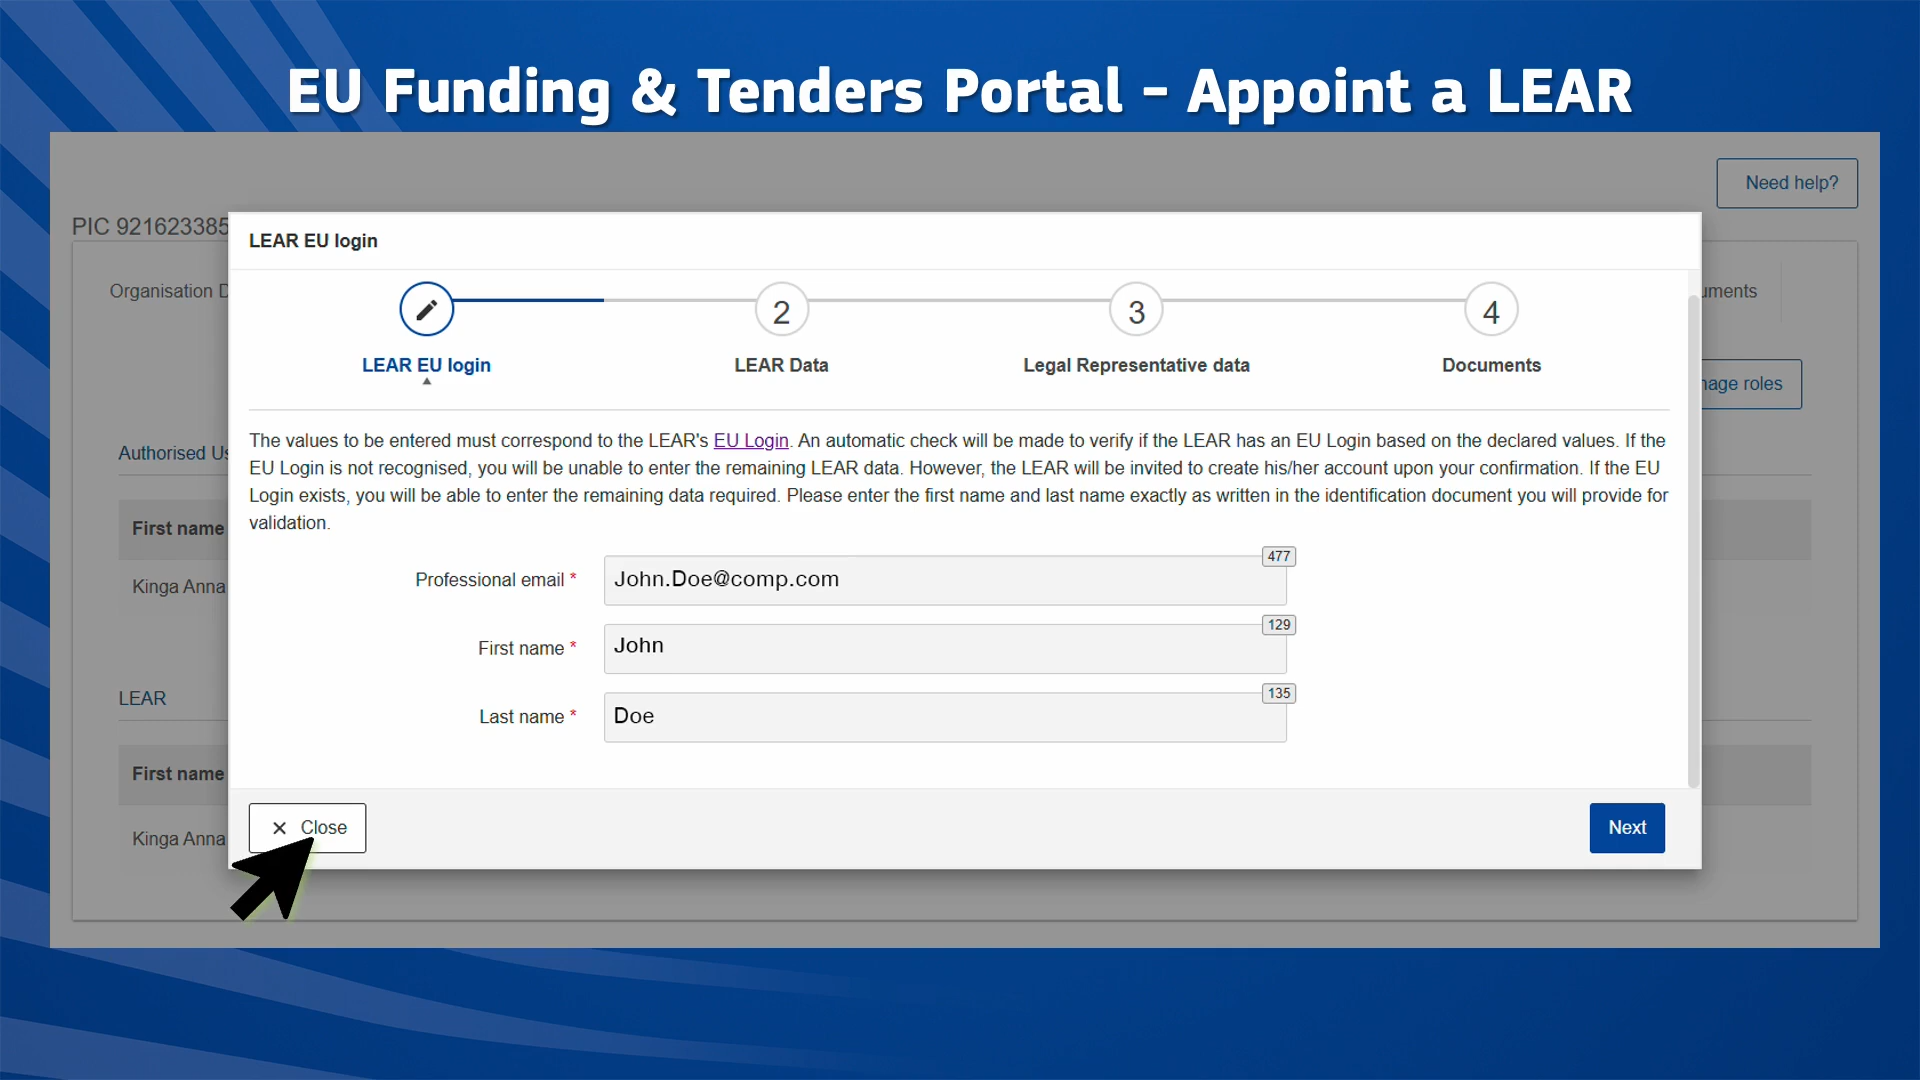 EU Funding & Tenders Portal – Appoint a LEAR
Need help?
PIC 921623385
LEAR EU login
Organisation
2
3
4
LEAR EU login
LEAR Data
Legal Representative data
Documents
roles
The values to be entered must correspond to the LEAR's EU Login. An automatic check will be made to verify if the LEAR has an EU Login based on the declared values. If the
EU Login is not recognised, you will be unable to enter the remaining LEAR data. However, the LEAR will be invited to create his/her account upon your confirmation. If the EU
Login exists, you will be able to enter the remaining data required. Please enter the first name and last name exactly as written in the identification document you will provide for
validation.
Authorised
First name
Kinga Anna
Professional email *
John.Doe@comp.com
477
First name *
John
129
Last name *
Doe
135
LEAR
First name
Kinga Anna
Close
Next